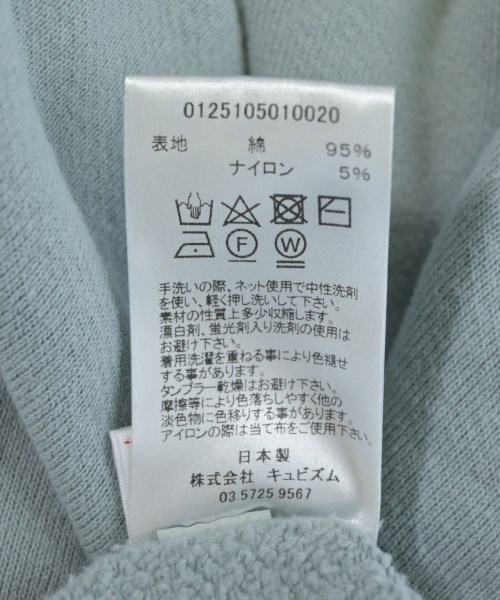 0125105010020
表地 綿 95%
ナイロン 5%
F W
手洗いの際、ネット使用で中性洗剤
を使い、軽く押し洗いして下さい。
素材の性質上多少収縮します。
漂白剤、蛍光剤入り洗剤の使用は
お避け下さい。
着用洗濯を重ねる事により色褪せ
する事があります。
タンブラー乾燥はお避け下さい。
摩擦等により色落ちしやすく他の
淡色物に色移りする事があります。
アイロンの際は当て布をご使用下さい。
日本製
株式会社 キュビズム
03.5725.9567